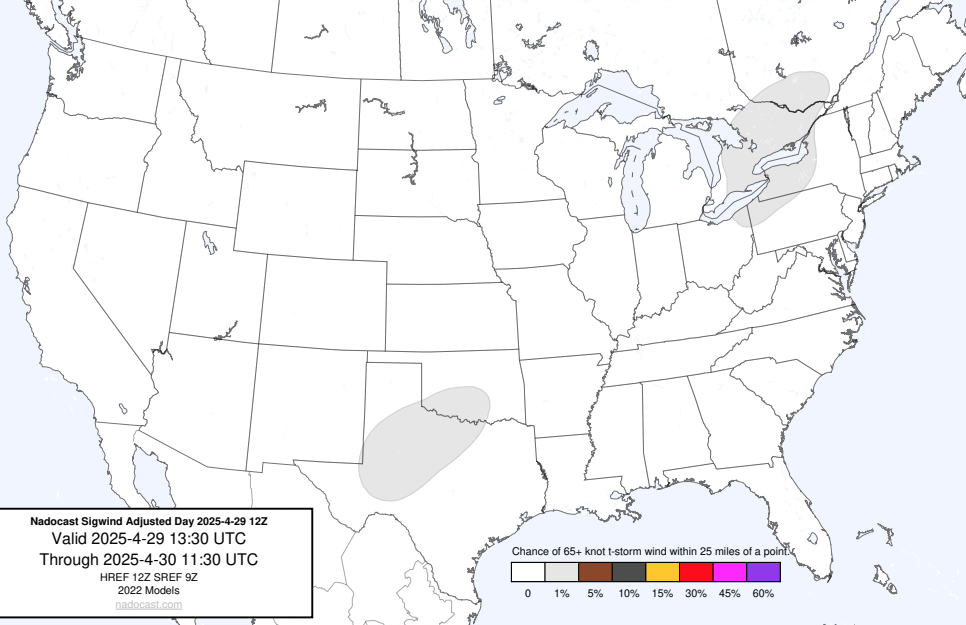 Nadocast Sigwind Adjusted Day 2025-4-29 12Z
Valid 2025-4-29 13:30 UTC
Through 2025-4-30 11:30 UTC
HREF 12Z SREF 9Z
2022 Models
nadocast.com
Chance of 65+ knot t-storm wind within 25 miles of a point.
0 1% 5% 10% 15% 30% 45% 60%